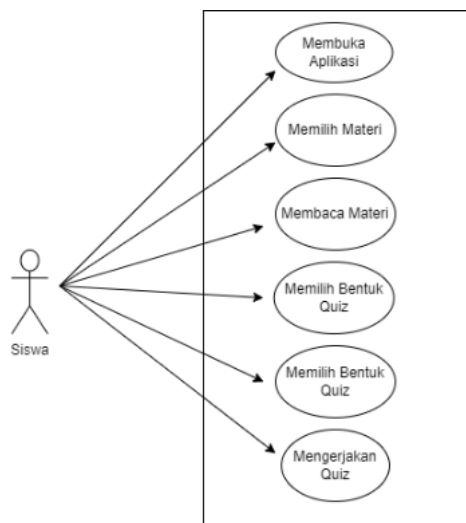 Membuka
Aplikasi
Memilih Materi
Membaca Materi
Memilih Bentuk
Quiz
Memilih Bentuk
Quiz
Mengerjakan
Quiz
Siswa